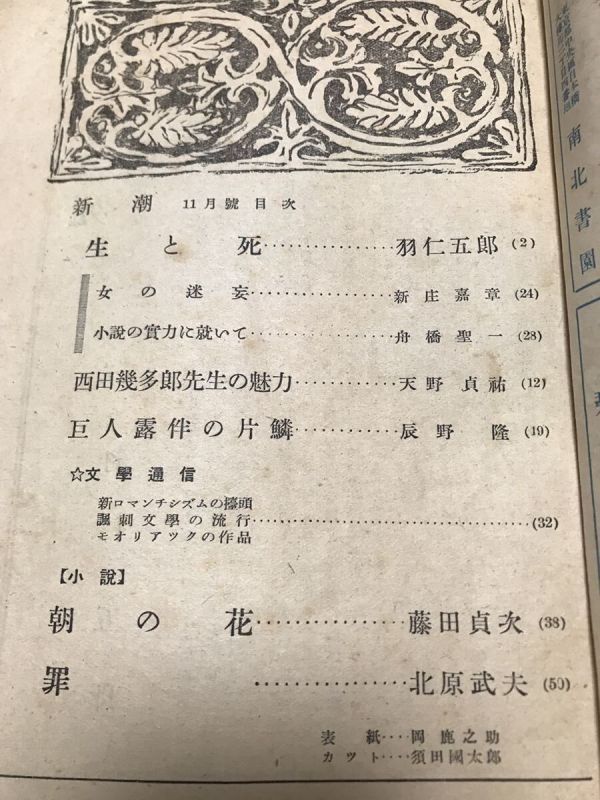 新潮 11月號目次
生と死……………羽仁五郎 (2)
女の迷妄……………新庄嘉章 (24)
小說の實力に就いて……………舟橋聖一 (28)
西田幾多郞先生の魅力…………天野貞祐 (12)
巨人露伴の片鱗…………辰野隆 (19)
☆文學通信
新ロマンチシズムの擡頭
諷刺文學の流行……………………………(32)
モオリアツクの作品
【小說】
朝の花……………藤田貞次 (38)
罪……………北原武夫 (50)
表紙‥‥岡鹿之助
カツト‥‥須田國太郞
南北書園